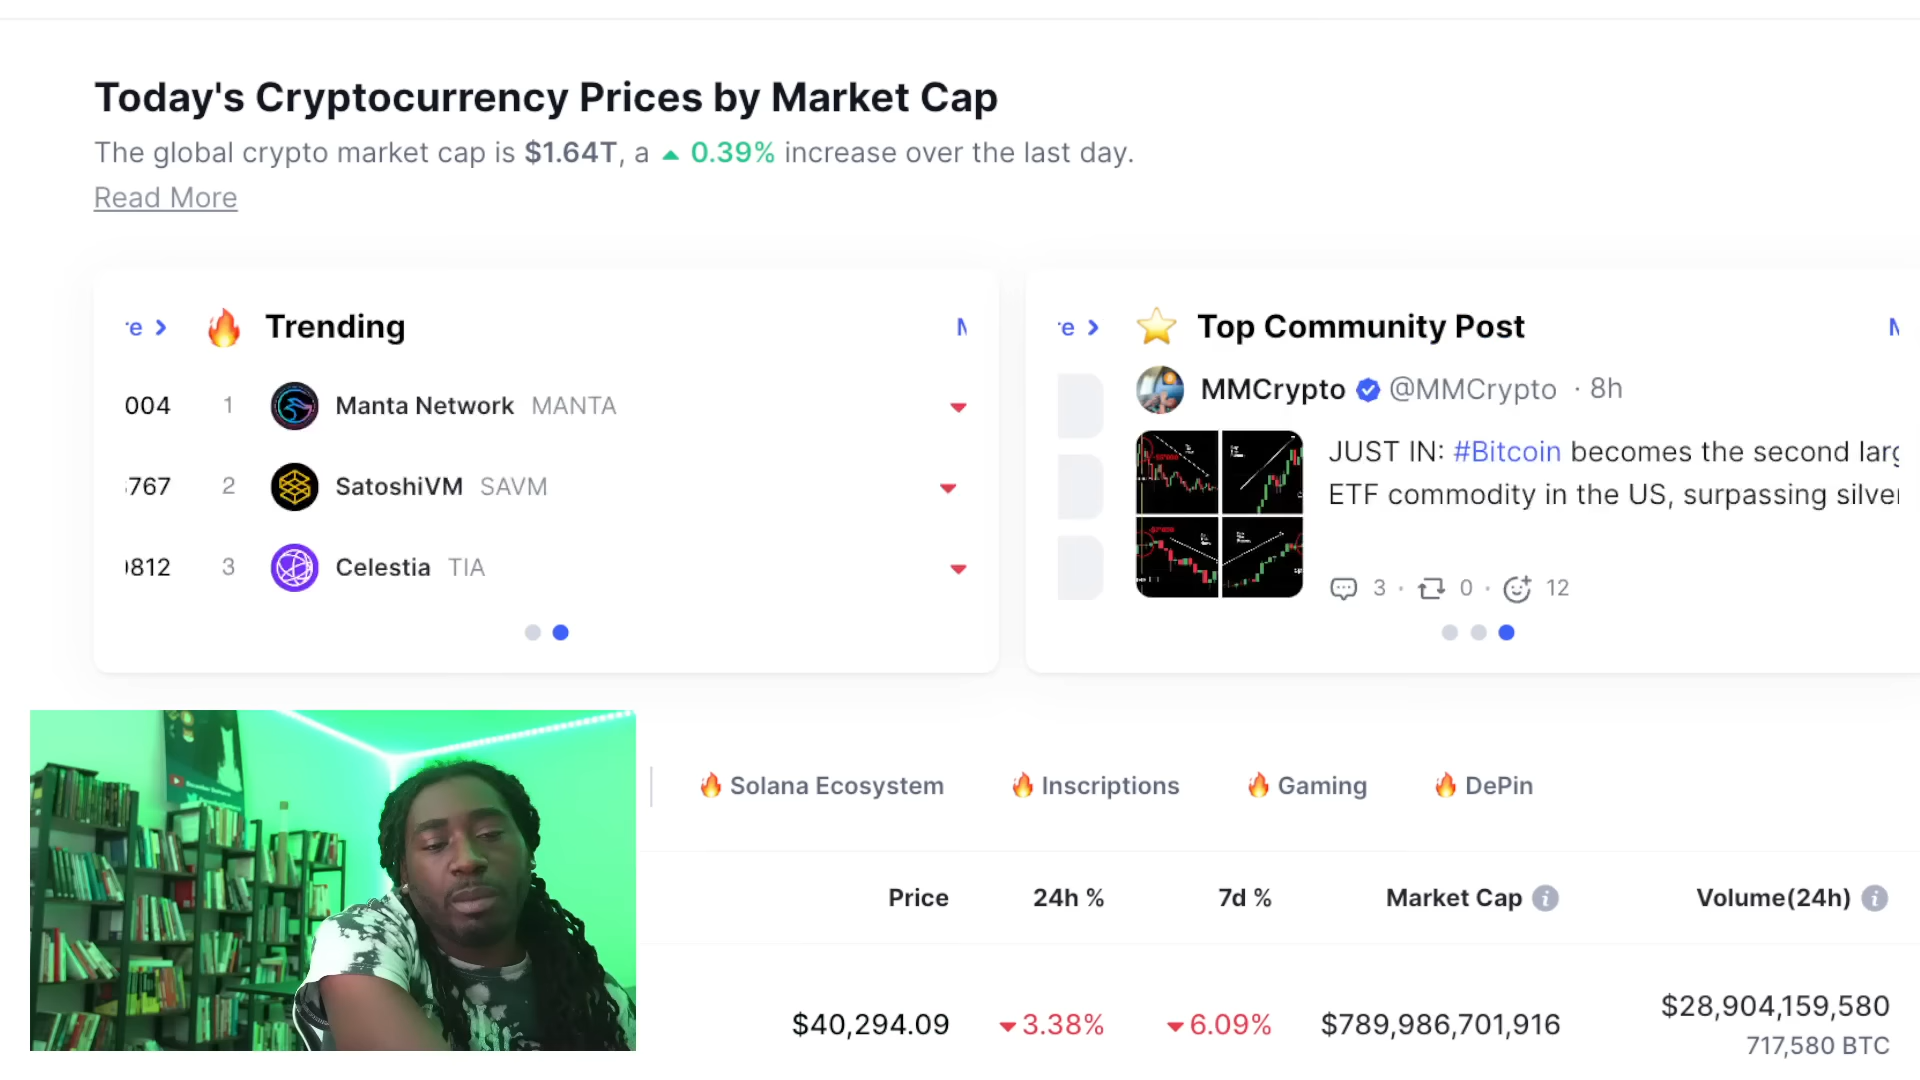 Today's Cryptocurrency Prices by Market Cap
The global crypto market cap is $1.64T, a 0.39% increase over the last day.
Read More
Trending
004 1 Manta Network MANTA
767 2 SatoshiVM SAVM
812 3 Celestia TIA
Top Community Post
MMCrypto @MMCrypto · 8h
JUST IN: #Bitcoin becomes the second
ETF commodity in the US, surpassing
3 · 0 · 12
Solana Ecosystem Inscriptions Gaming DePin
Price 24h % 7d % Market Cap Volume(24h)
$40,294.09 3.38% 6.09% $789,986,701,916 $28,904,159,580
717,580 BTC